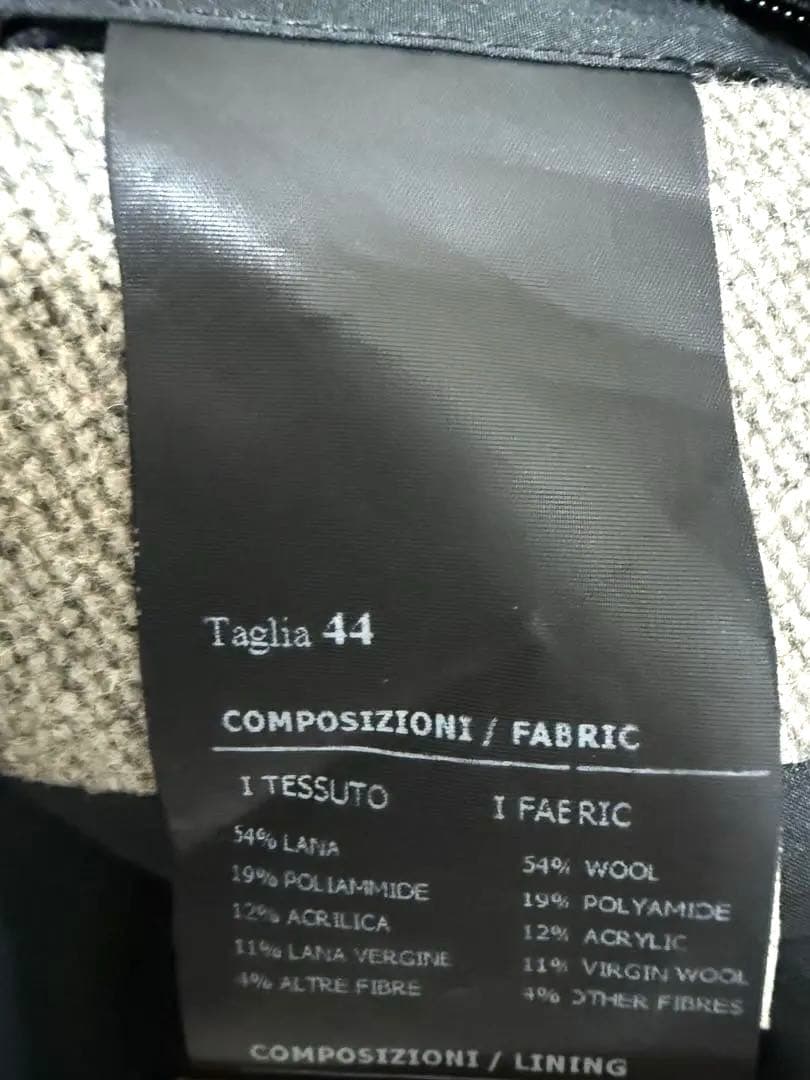 Taglia 44
COMPOSIZIONI / FABRIC
I TESSUTO
54% LANA
19% POLIAMMIDE
12% ACRILICA
11% LANA VERGINE
4% ALTRE FIBRE
I FABRIC
54% WOOL
19% POLYAMIDE
12% ACRYLIC
11% VIRGIN WOOL
4% OTHER FIBRES
COMPOSIZIONI / LINING